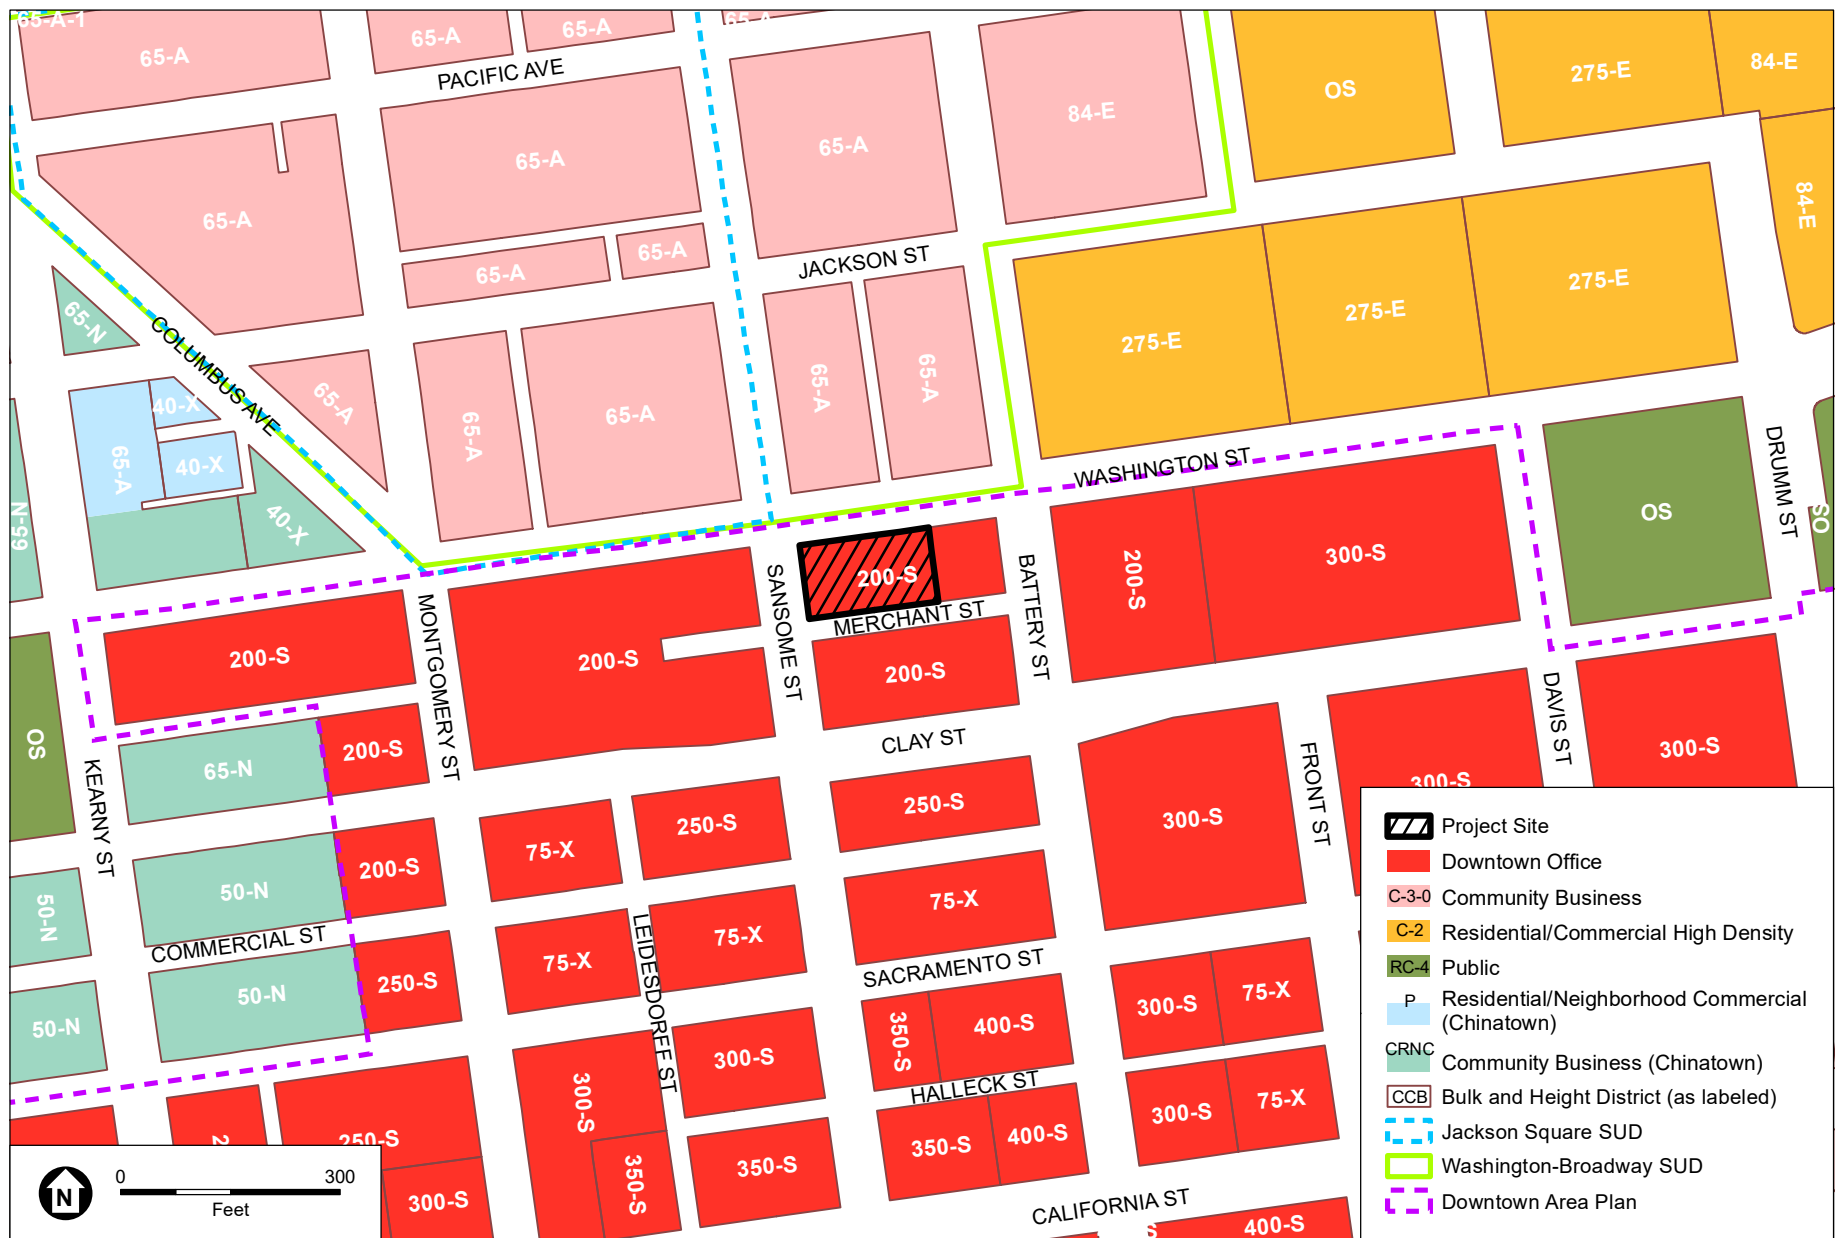 65-A-1
65-A
65-A
65-A
65-A
PACIFIC AVE
65-A
65-A
84-E
OS
275-E
84-E
84-E
65-A
65-A
65-A
JACKSON ST
275-E
275-E
275-E
65-N
COLUMBUS AVE
65-A
65-A
65-A
65-A
65-A
40-X
65-A
40-X
40-X
65-N
WASHINGTON ST
OS
DRUMM ST
OS
200-S
300-S
200-S
MERCHANT ST
SANSOME ST
BATTERY ST
200-S
200-S
MONTGOMERY ST
200-S
OS
65-N
200-S
KEARNY ST
CLAY ST
FRONT ST
DAVIS ST
300-S
300-S
250-S
250-S
300-S
75-X
200-S
50-N
50-N
COMMERCIAL ST
75-X
75-X
75-X
LEIDESDORFF ST
250-S
50-N
50-N
SACRAMENTO ST
350-S
400-S
300-S
75-X
300-S
300-S
HALLECK ST
350-S
400-S
300-S
75-X
250-S
350-S
350-S
300-S
CALIFORNIA ST
400-S
Project Site
Downtown Office
C-3-0 Community Business
C-2 Residential/Commercial High Density
RC-4 Public
P Residential/Neighborhood Commercial
(Chinatown)
CRNC Community Business (Chinatown)
CCB Bulk and Height District (as labeled)
Jackson Square SUD
Washington-Broadway SUD
Downtown Area Plan
N
0 300
Feet